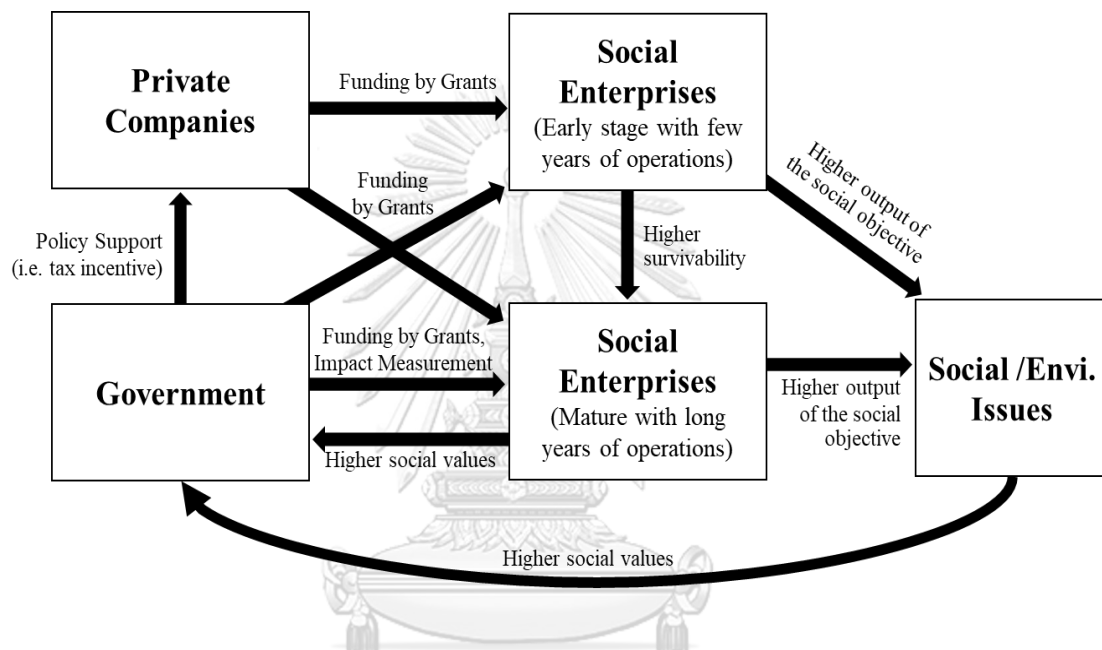 Private
Companies
Funding by Grants
Social
Enterprises
(Early stage with few
years of operations)
Higher output of
the social objective
Funding
by Grants
Policy Support
(i.e. tax incentive)
Higher
survivability
Government
Funding by Grants,
Impact Measurement
Higher social values
Social
Enterprises
(Mature with long
years of operations)
Higher output
of the social
objective
Social /Envi.
Issues
Higher social values